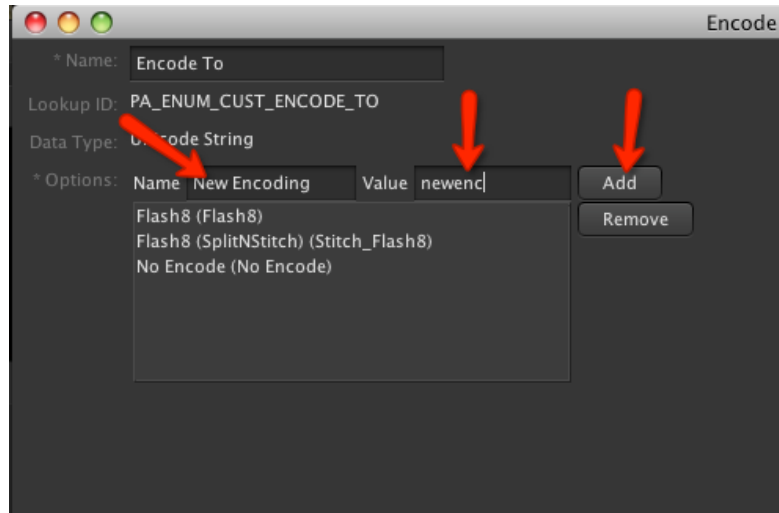 Encode
* Name: Encode To
Lookup ID: PA_ENUM_CUST_ENCODE_TO
Data Type: String
* Options: Name New Encoding Value newenc Add
Remove
Flash8 (Flash8)
Flash8 (SplitNStitch) (Stitch_Flash8)
No Encode (No Encode)